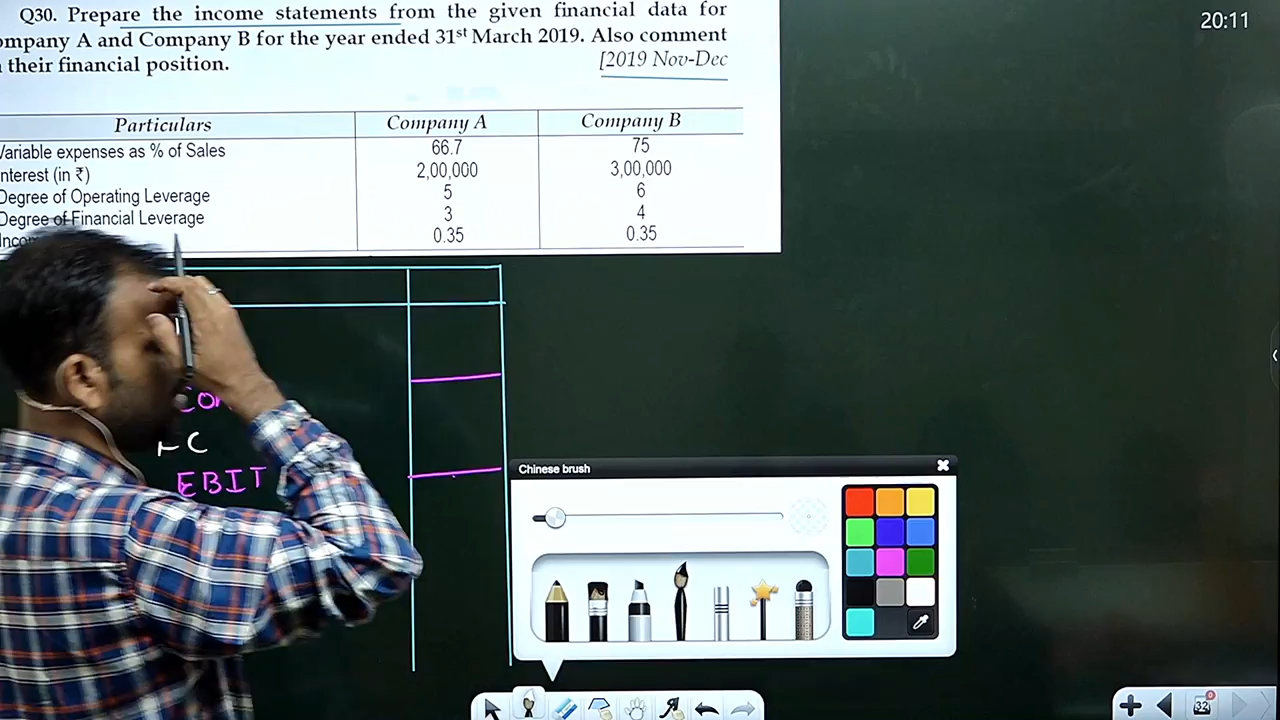 Q30. Prepare the income statements from the given financial data for
ompany A and Company B for the year ended 31st March 2019. Also comment
their financial position. [2019 Nov-Dec
Particulars Company A Company B
Variable expenses as % of Sales 66.7 75
nterest (in ₹) 2,00,000 3,00,000
Degree of Operating Leverage 5 6
Degree of Financial Leverage 3 4
0.35 0.35
C
EBIT
Chinese brush
20:11
32
0